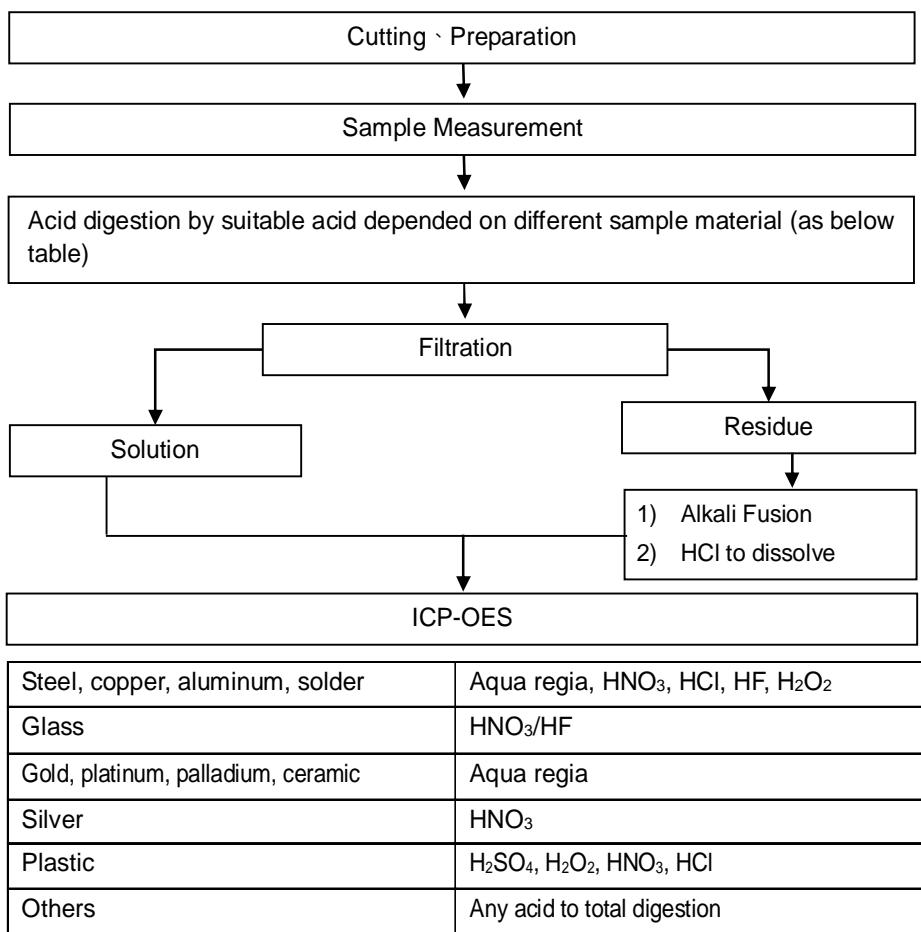 Cutting、Preparation
Sample Measurement
Acid digestion by suitable acid depended on different sample material (as below
table)
Filtration
Solution
Residue
1) Alkali Fusion
2) HCl to dissolve
ICP-OES
Steel, copper, aluminum, solder
Aqua regia, HNO₃, HCl, HF, H₂O₂
Glass
HNO₃/HF
Gold, platinum, palladium, ceramic
Aqua regia
Silver
HNO₃
Plastic
H₂SO₄, H₂O₂, HNO₃, HCl
Others
Any acid to total digestion